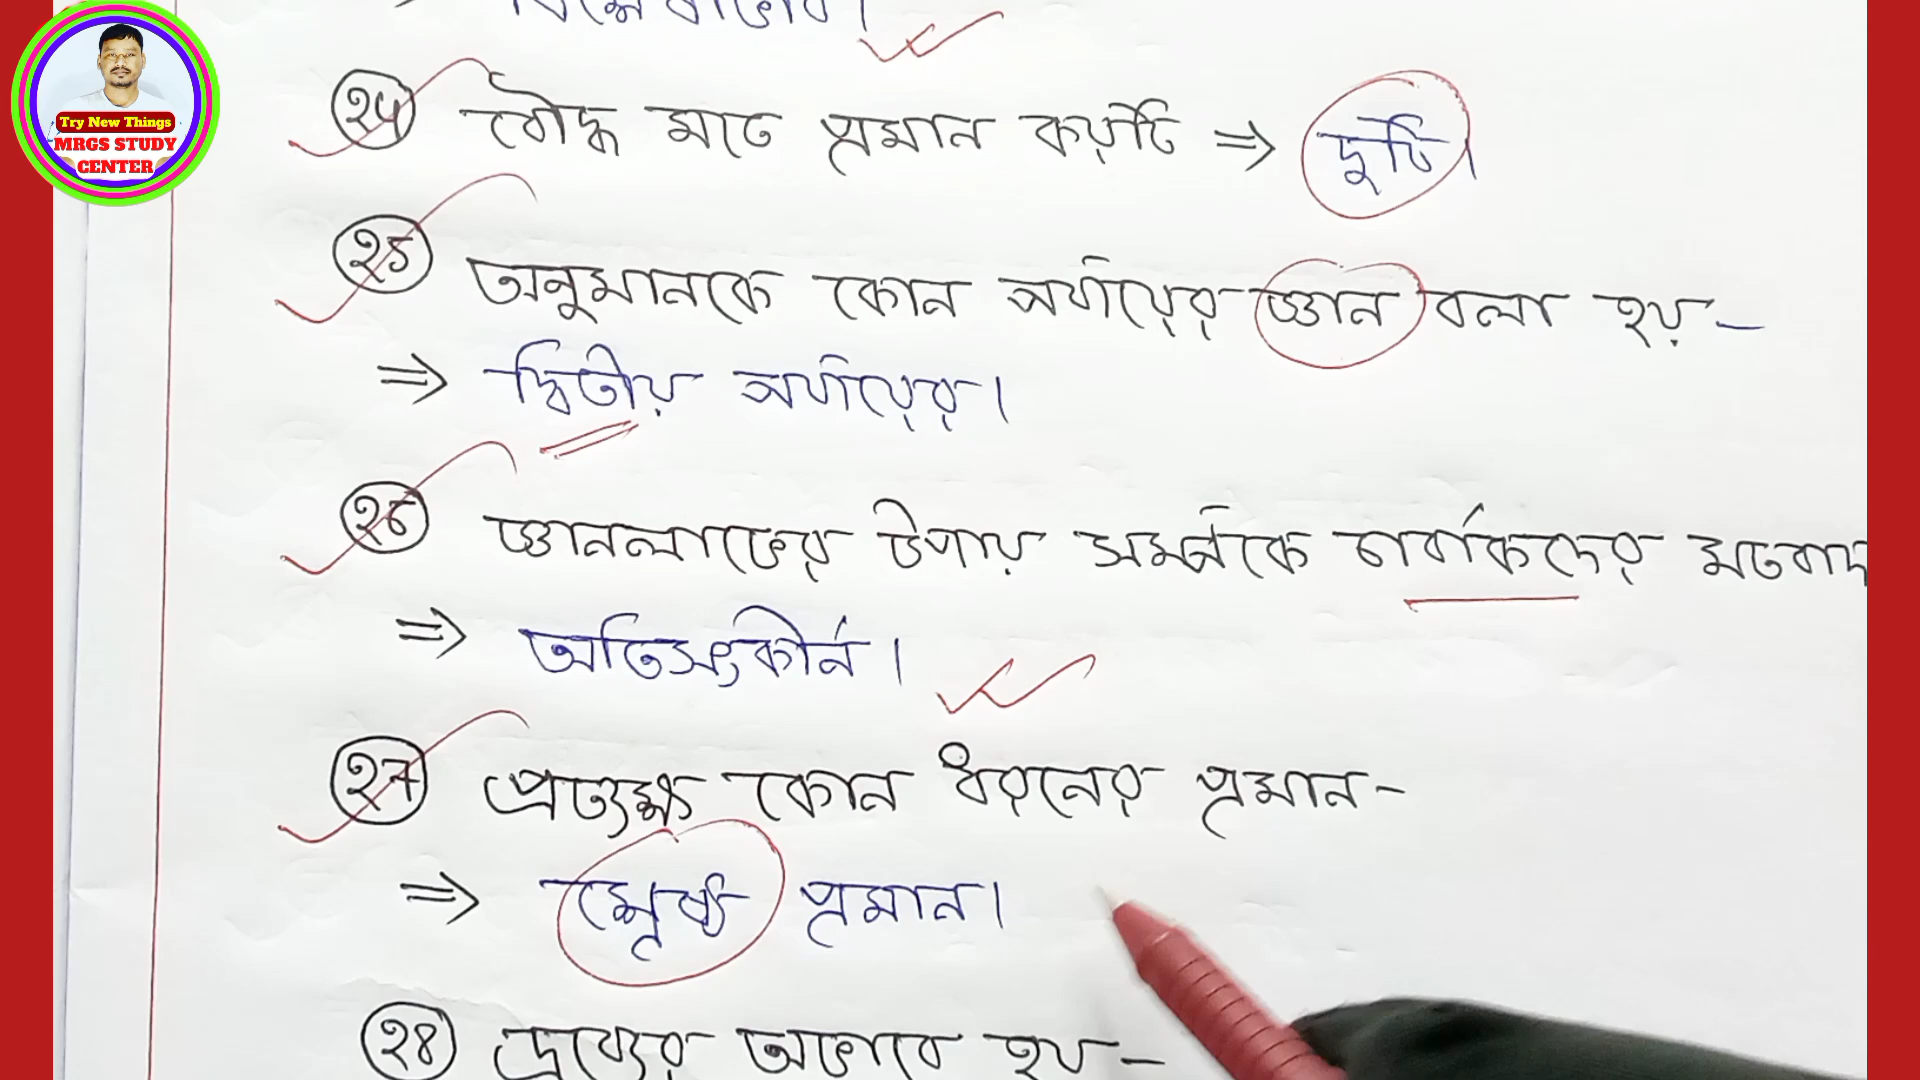 Try New Things
MRGS STUDY
CENTER
২৫ বৌদ্ধ মতে প্রমান কয়টি ⇒ দুটি।
অনুমানকে কোন পর্যায়ের জ্ঞান বলা হয় -
⇒ দ্বিতীয় পর্যায়ের।
২৬ জ্ঞানলাভের উপায় সম্পর্কে চার্বাকদের মতবাদ
⇒ অতিসংকীর্ন।
২৭ প্রত্যক্ষ কোন ধরনের প্রমান -
⇒ শ্রেষ্ঠ প্রমান।
২৪ দ্রব্যের অভাবে হয় -